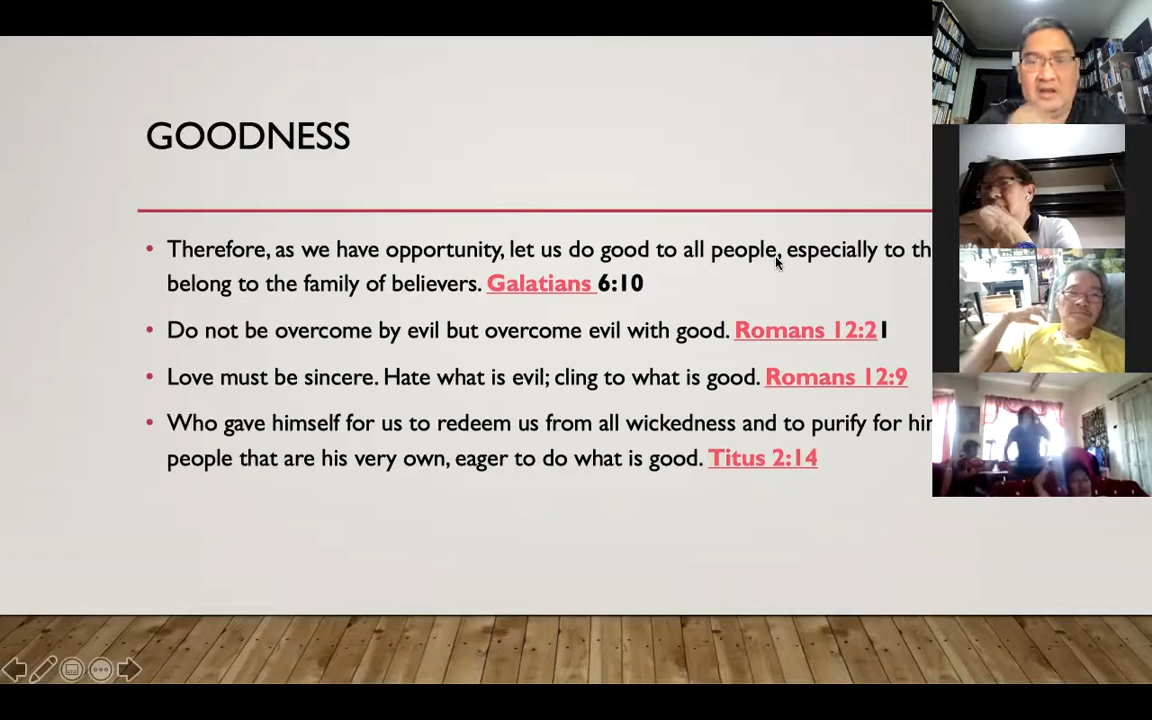 GOODNESS
• Therefore, as we have opportunity, let us do good to all people, especially to
belong to the family of believers. Galatians 6:10
• Do not be overcome by evil but overcome evil with good. Romans 12:21
• Love must be sincere. Hate what is evil; cling to what is good. Romans 12:9
• Who gave himself for us to redeem us from all wickedness and to purify for
people that are his very own, eager to do what is good. Titus 2:14